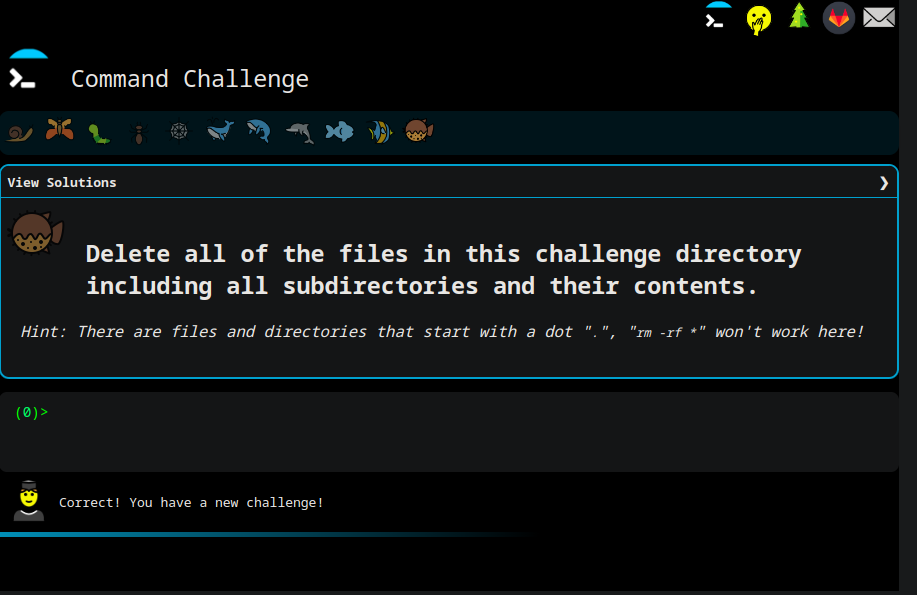 Command Challenge
View Solutions ❯
Delete all of the files in this challenge directory
including all subdirectories and their contents.
Hint: There are files and directories that start with a dot ".", "rm -rf *" won't work here!
(0)>
Correct! You have a new challenge!